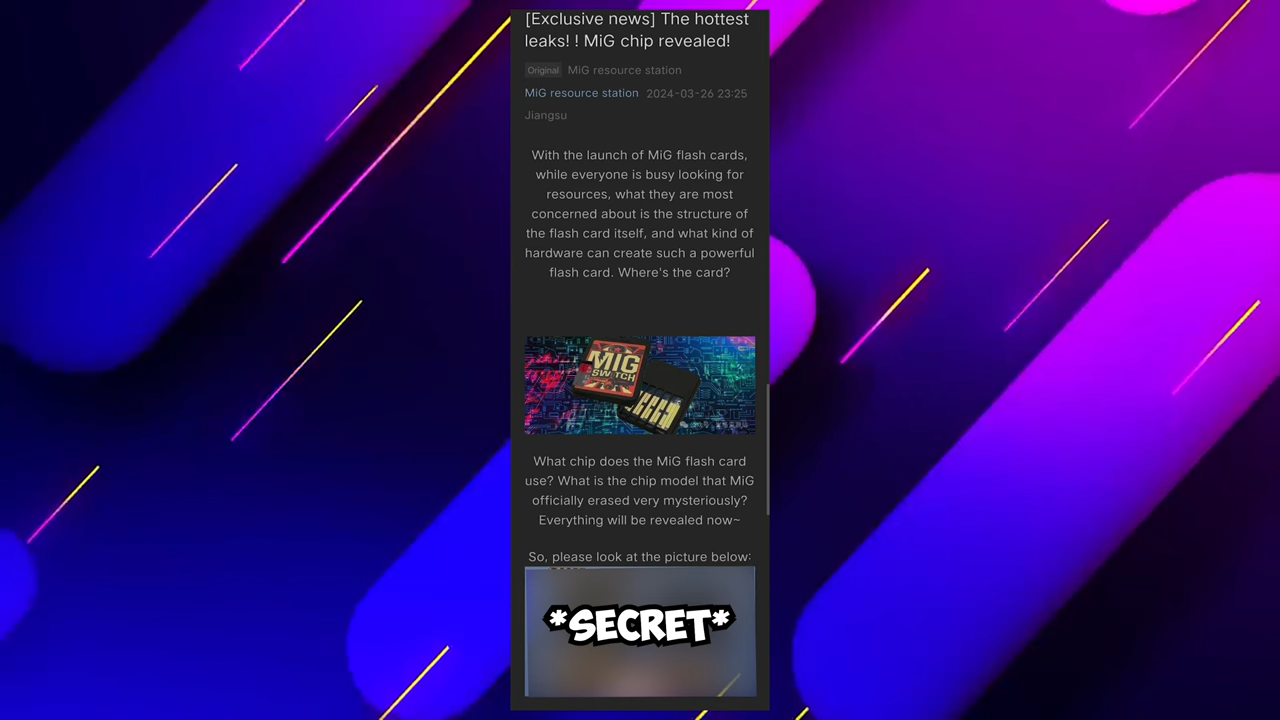 [Exclusive news] The hottest
leaks! ! MiG chip revealed!
Original MiG resource station
MiG resource station 2024-03-26 23:25
Jiangsu
With the launch of MiG flash cards,
while everyone is busy looking for
resources, what they are most
concerned about is the structure of
the flash card itself, and what kind of
hardware can create such a powerful
flash card. Where's the card?
MIG
SWITCH
What chip does the MiG flash card
use? What is the chip model that MiG
officially erased very mysteriously?
Everything will be revealed now~
So, please look at the picture below:
*SECRET*